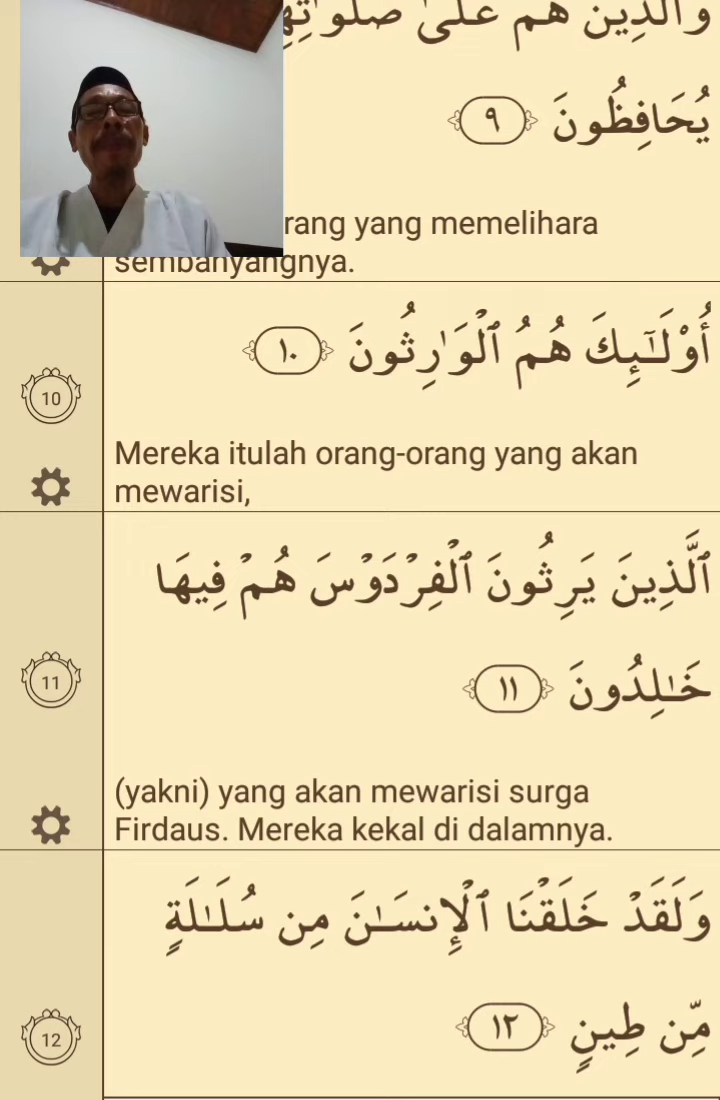 وَٱلَّذِينَ هُمْ عَلَىٰ
يُحَافِظُونَ ﴿٩﴾
rang yang memelihara
sembahyangnya.
أُو۟لَـٰٓئِكَ هُمُ ٱلْوَٰرِثُونَ ﴿١٠﴾
10
Mereka itulah orang-orang yang akan
mewarisi,
ٱلَّذِينَ يَرِثُونَ ٱلْفِرْدَوْسَ هُمْ فِيهَا
خَـٰلِدُونَ ﴿١١﴾
11
(yakni) yang akan mewarisi surga
Firdaus. Mereka kekal di dalamnya.
وَلَقَدْ خَلَقْنَا ٱلْإِنسَـٰنَ مِن سُلَـٰلَةٍ
مِّن طِينٍ ﴿١٢﴾
12